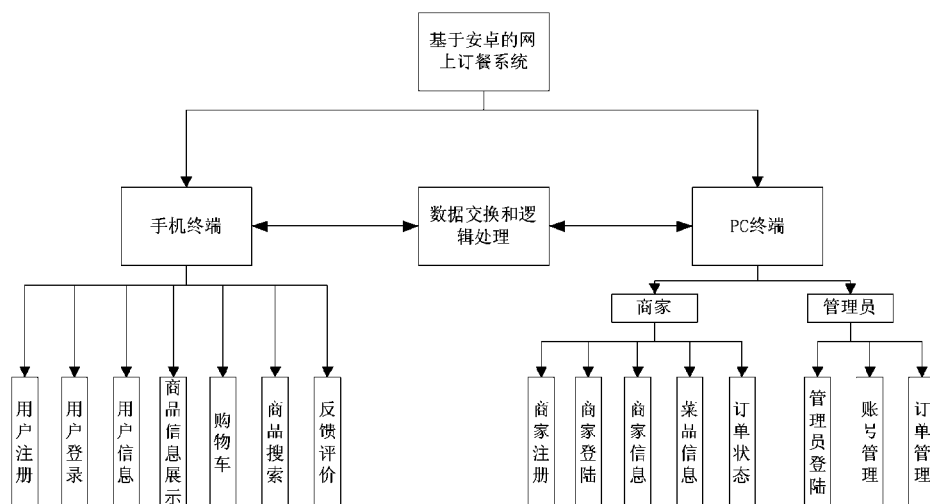 基于安卓的网
上订餐系统
手机终端
数据交换和逻
辑处理
PC终端
商家
管理员
用户注册
用户登录
用户信息
商品信息展示
购物车
商品搜索
反馈评价
商家注册
商家登陆
商家信息
菜品信息
订单状态
管理员登陆
账号管理
订单管理